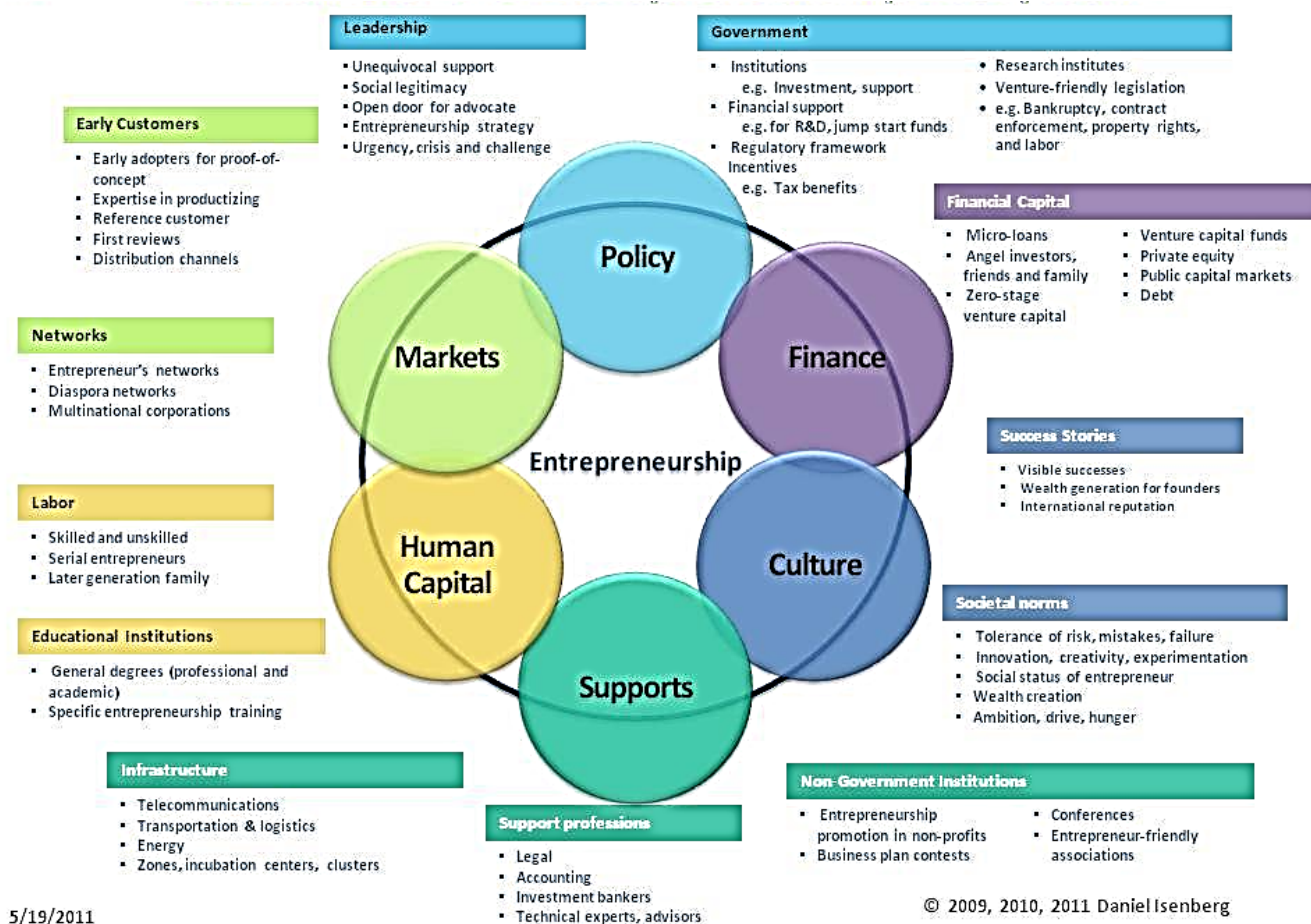 Leadership
▪ Unequivocal support
▪ Social legitimacy
▪ Open door for advocate
▪ Entrepreneurship strategy
▪ Urgency, crisis and challenge
Government
▪ Institutions
e.g. Investment, support
▪ Financial support
e.g. for R&D, jump start funds
▪ Regulatory framework
Incentives
e.g. Tax benefits
• Research institutes
• Venture-friendly legislation
• e.g. Bankruptcy, contract
enforcement, property rights,
and labor
Early Customers
▪ Early adopters for proof-of-
concept
▪ Expertise in productizing
▪ Reference customer
▪ First reviews
▪ Distribution channels
Financial Capital
▪ Micro-loans
▪ Angel investors,
friends and family
▪ Zero-stage
venture capital
▪ Venture capital funds
▪ Private equity
▪ Public capital markets
▪ Debt
Networks
▪ Entrepreneur's networks
▪ Diaspora networks
▪ Multinational corporations
Policy
Markets
Finance
Entrepreneurship
Human
Capital
Culture
Supports
Success Stories
▪ Visible successes
▪ Wealth generation for founders
▪ International reputation
Labor
▪ Skilled and unskilled
▪ Serial entrepreneurs
▪ Later generation family
Societal norms
▪ Tolerance of risk, mistakes, failure
▪ Innovation, creativity, experimentation
▪ Social status of entrepreneur
▪ Wealth creation
▪ Ambition, drive, hunger
Educational Institutions
▪ General degrees (professional and
academic)
▪ Specific entrepreneurship training
Infrastructure
▪ Telecommunications
▪ Transportation & logistics
▪ Energy
▪ Zones, incubation centers, clusters
Support professions
▪ Legal
▪ Accounting
▪ Investment bankers
▪ Technical experts, advisors
Non-Government Institutions
▪ Entrepreneurship
promotion in non-profits
▪ Business plan contests
▪ Conferences
▪ Entrepreneur-friendly
associations
5/19/2011
© 2009, 2010, 2011 Daniel Isenberg